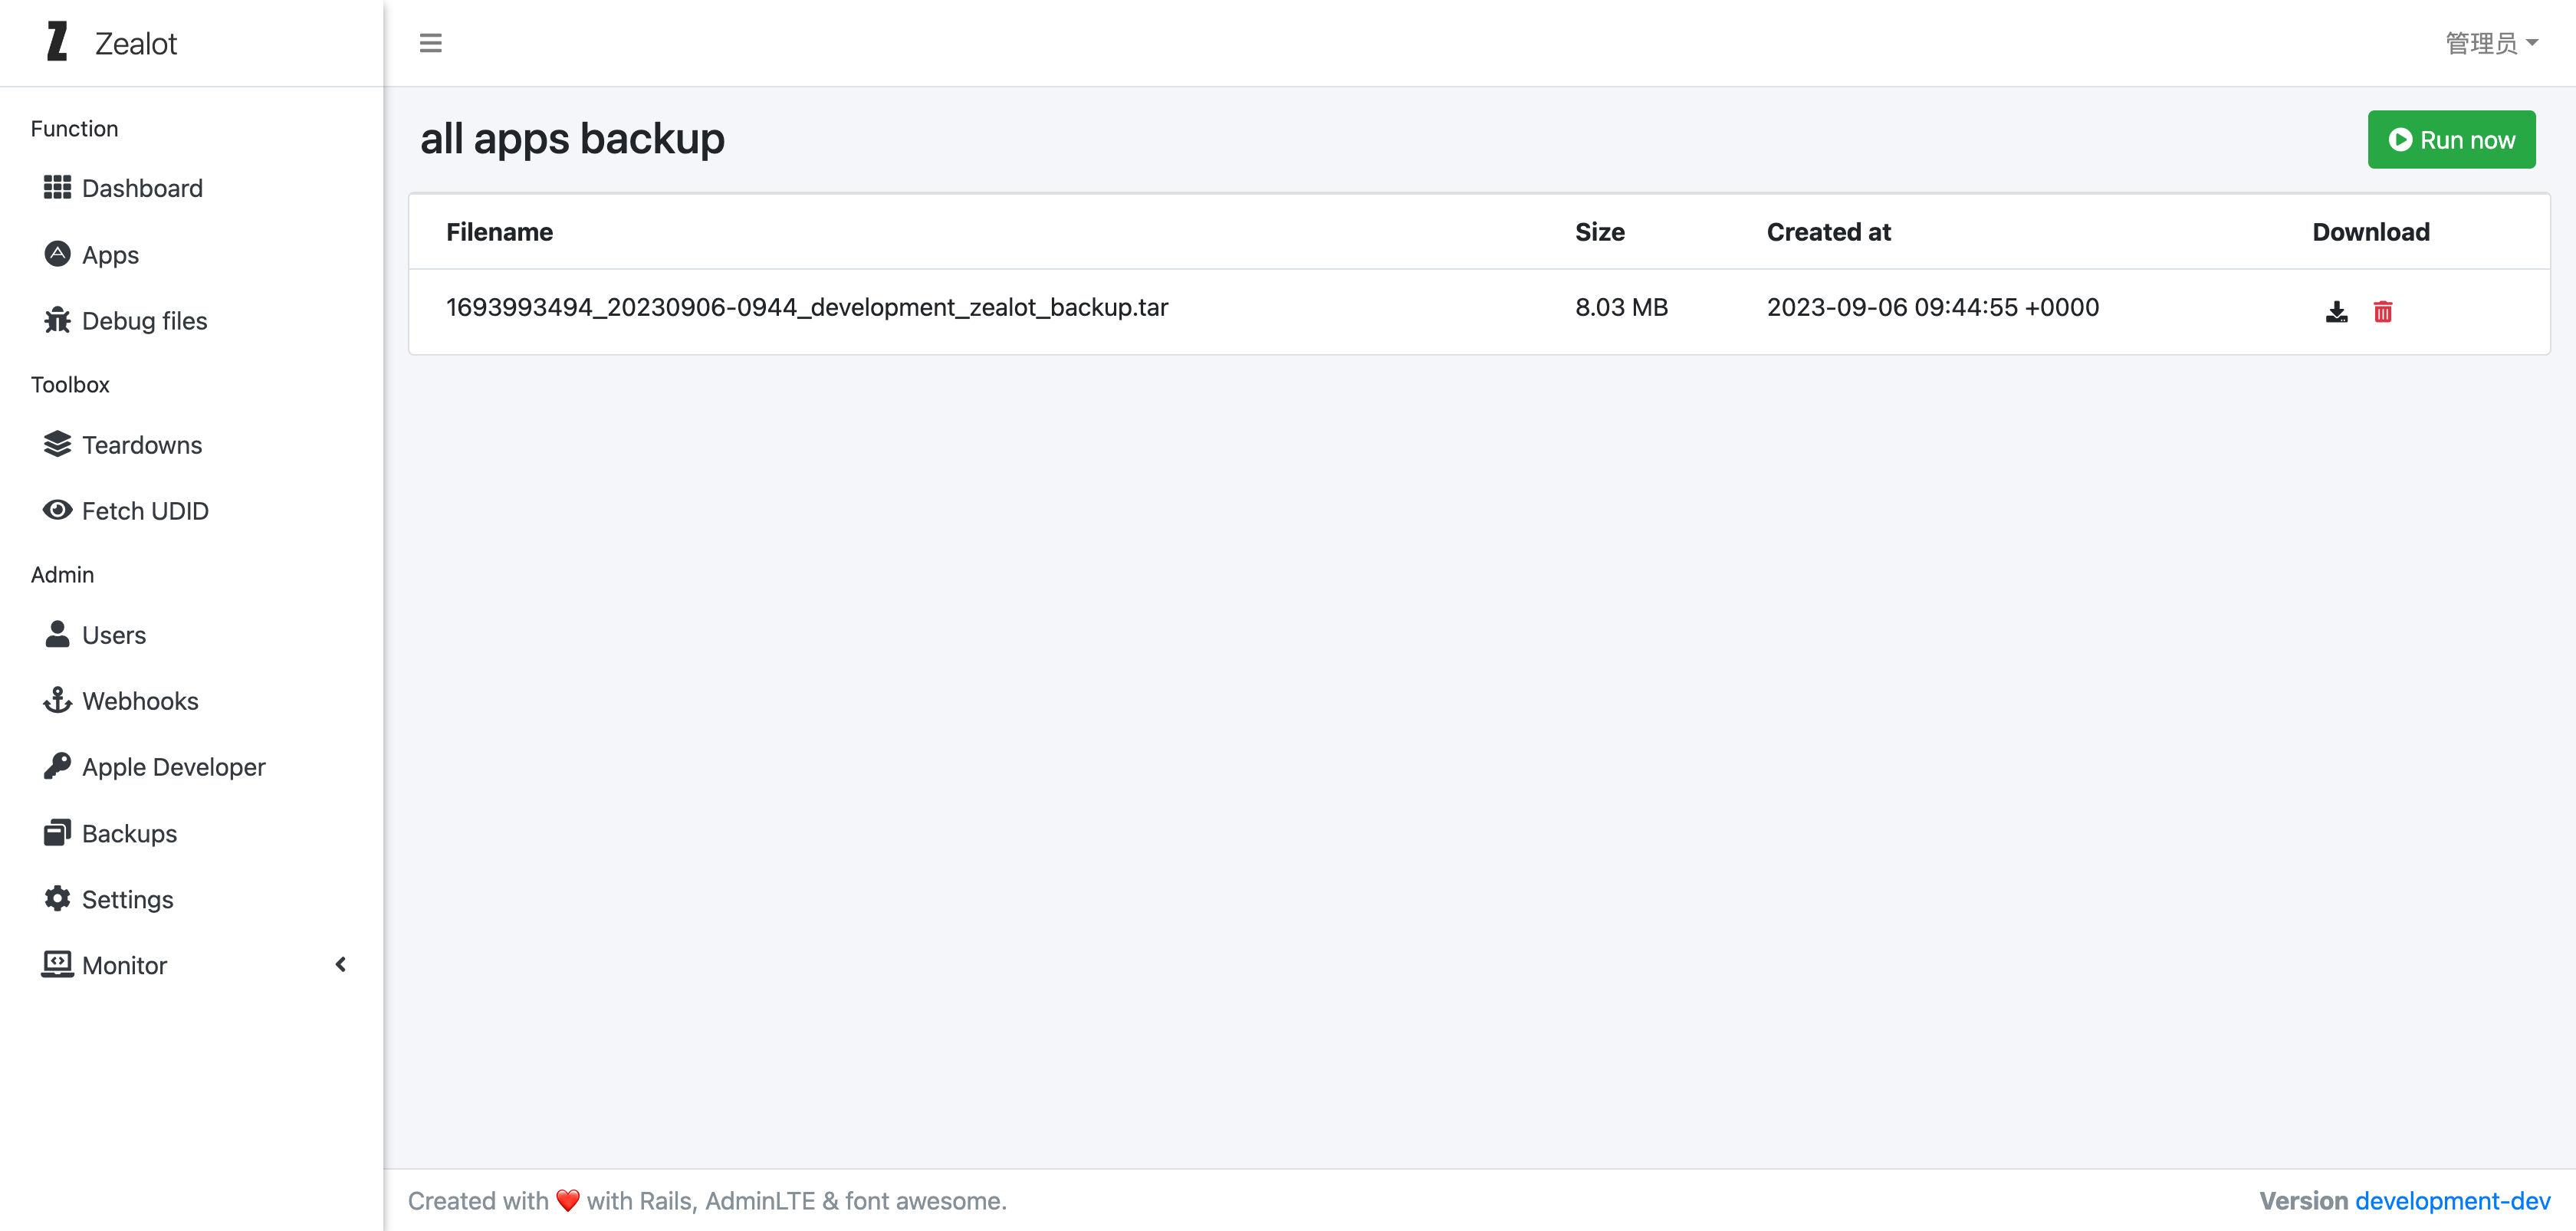 Zealot
管理员
Function
Dashboard
Apps
Debug files
Toolbox
Teardowns
Fetch UDID
Admin
Users
Webhooks
Apple Developer
Backups
Settings
Monitor
all apps backup
Run now
Filename Size Created at Download
1693993494_20230906-0944_development_zealot_backup.tar 8.03 MB 2023-09-06 09:44:55 +0000
Created with ❤️ with Rails, AdminLTE & font awesome.
Version development-dev